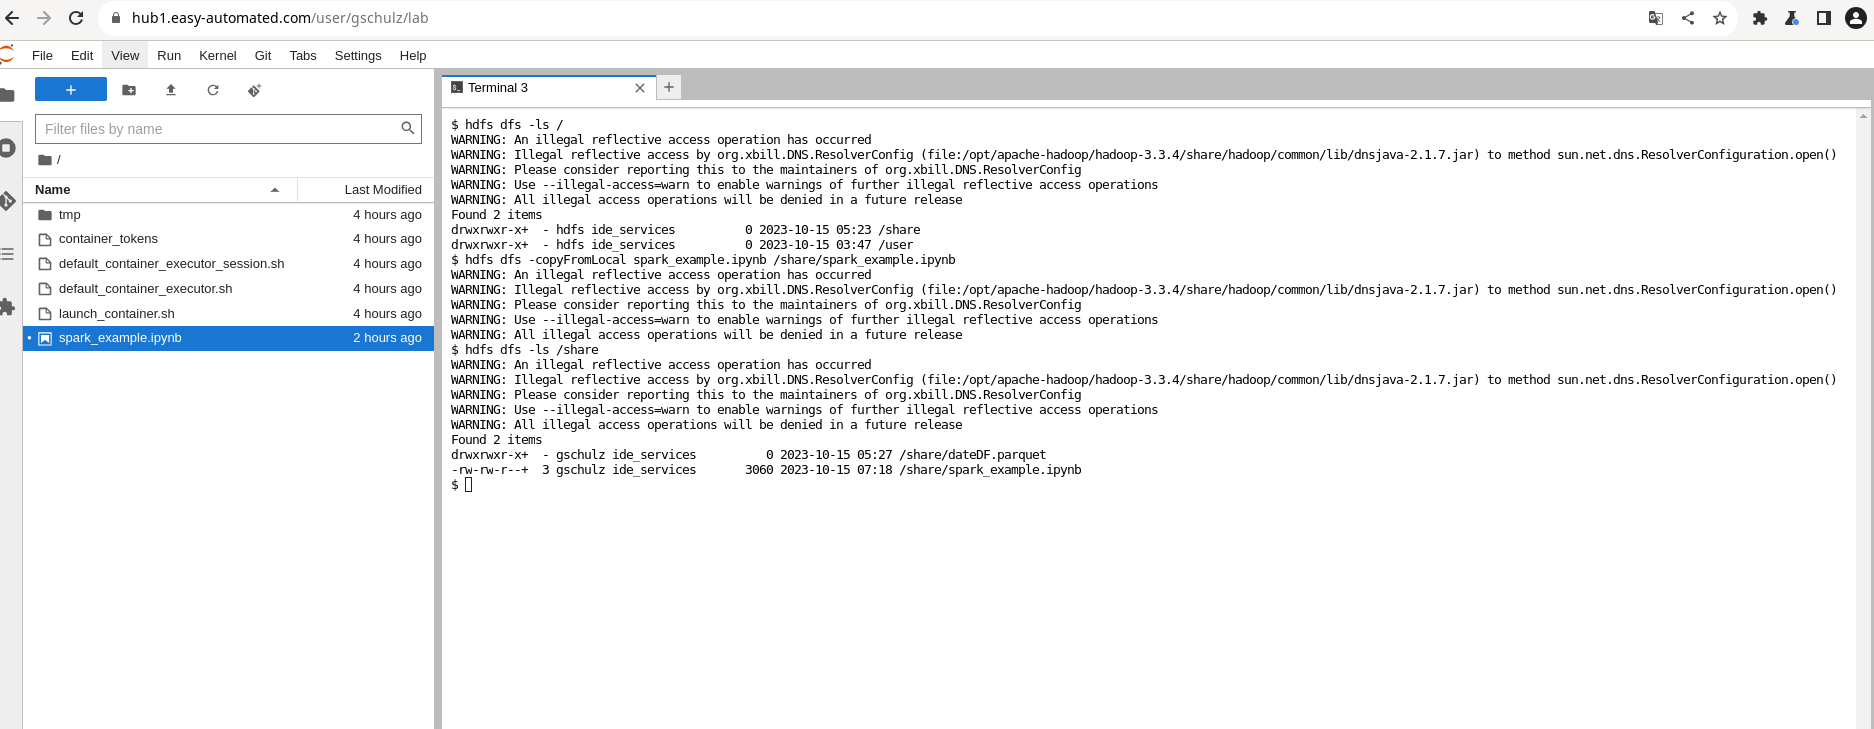 hub1.easy-automated.com/user/gschulz/lab
File Edit View Run Kernel Git Tabs Settings Help
Terminal 3
Filter files by name
/
Name Last Modified
tmp 4 hours ago
container_tokens 4 hours ago
default_container_executor_session.sh 4 hours ago
default_container_executor.sh 4 hours ago
launch_container.sh 4 hours ago
spark_example.ipynb 2 hours ago
$ hdfs dfs -ls /
WARNING: An illegal reflective access operation has occurred
WARNING: Illegal reflective access by org.xbill.DNS.ResolverConfig (file:/opt/apache-hadoop/hadoop-3.3.4/share/hadoop/common/lib/dnsjava-2.1.7.jar) to method sun.net.dns.ResolverConfiguration.open()
WARNING: Please consider reporting this to the maintainers of org.xbill.DNS.ResolverConfig
WARNING: Use --illegal-access=warn to enable warnings of further illegal reflective access operations
WARNING: All illegal access operations will be denied in a future release
Found 2 items
drwxrwxr-x+  - hdfs ide_services          0 2023-10-15 05:23 /share
drwxrwxr-x+  - hdfs ide_services          0 2023-10-15 03:47 /user
$ hdfs dfs -copyFromLocal spark_example.ipynb /share/spark_example.ipynb
WARNING: An illegal reflective access operation has occurred
WARNING: Illegal reflective access by org.xbill.DNS.ResolverConfig (file:/opt/apache-hadoop/hadoop-3.3.4/share/hadoop/common/lib/dnsjava-2.1.7.jar) to method sun.net.dns.ResolverConfiguration.open()
WARNING: Please consider reporting this to the maintainers of org.xbill.DNS.ResolverConfig
WARNING: Use --illegal-access=warn to enable warnings of further illegal reflective access operations
WARNING: All illegal access operations will be denied in a future release
$ hdfs dfs -ls /share
WARNING: An illegal reflective access operation has occurred
WARNING: Illegal reflective access by org.xbill.DNS.ResolverConfig (file:/opt/apache-hadoop/hadoop-3.3.4/share/hadoop/common/lib/dnsjava-2.1.7.jar) to method sun.net.dns.ResolverConfiguration.open()
WARNING: Please consider reporting this to the maintainers of org.xbill.DNS.ResolverConfig
WARNING: Use --illegal-access=warn to enable warnings of further illegal reflective access operations
WARNING: All illegal access operations will be denied in a future release
Found 2 items
drwxrwxr-x+  - gschulz ide_services          0 2023-10-15 05:27 /share/dateDF.parquet
-rw-rw-r--+  3 gschulz ide_services       3060 2023-10-15 07:18 /share/spark_example.ipynb
$